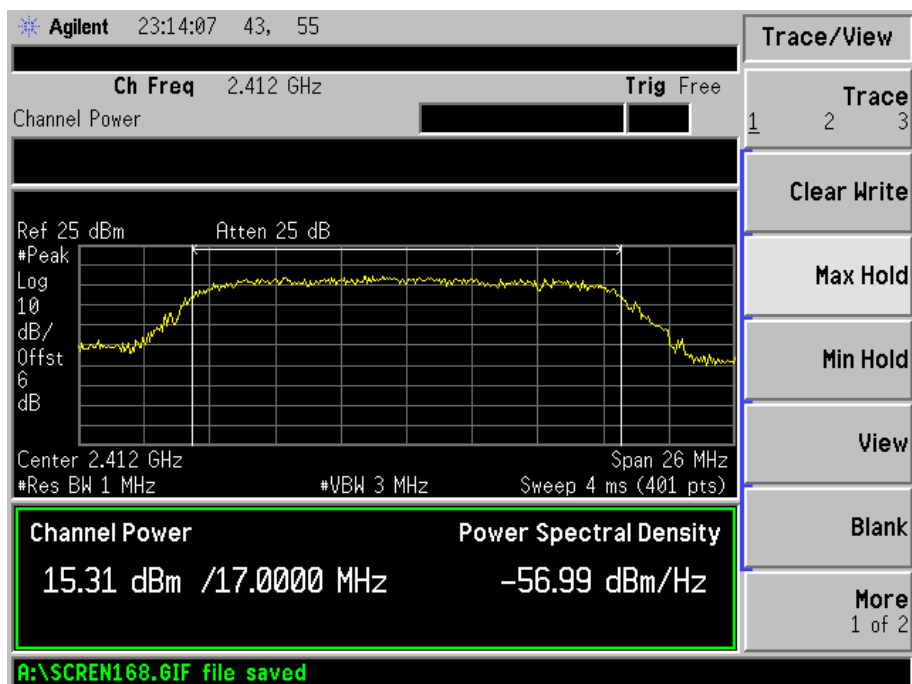 Agilent 23:14:07 43, 55
Trace/View
Ch Freq 2.412 GHz Trig Free
Channel Power
Trace
1 2 3
Clear Write
Max Hold
Min Hold
View
Blank
More
1 of 2
Ref 25 dBm Atten 25 dB
#Peak
Log
10
dB/
Offst
6
dB
Center 2.412 GHz Span 26 MHz
#Res BW 1 MHz #VBW 3 MHz Sweep 4 ms (401 pts)
Channel Power Power Spectral Density
15.31 dBm /17.0000 MHz -56.99 dBm/Hz
A:\SCREN168.GIF file saved